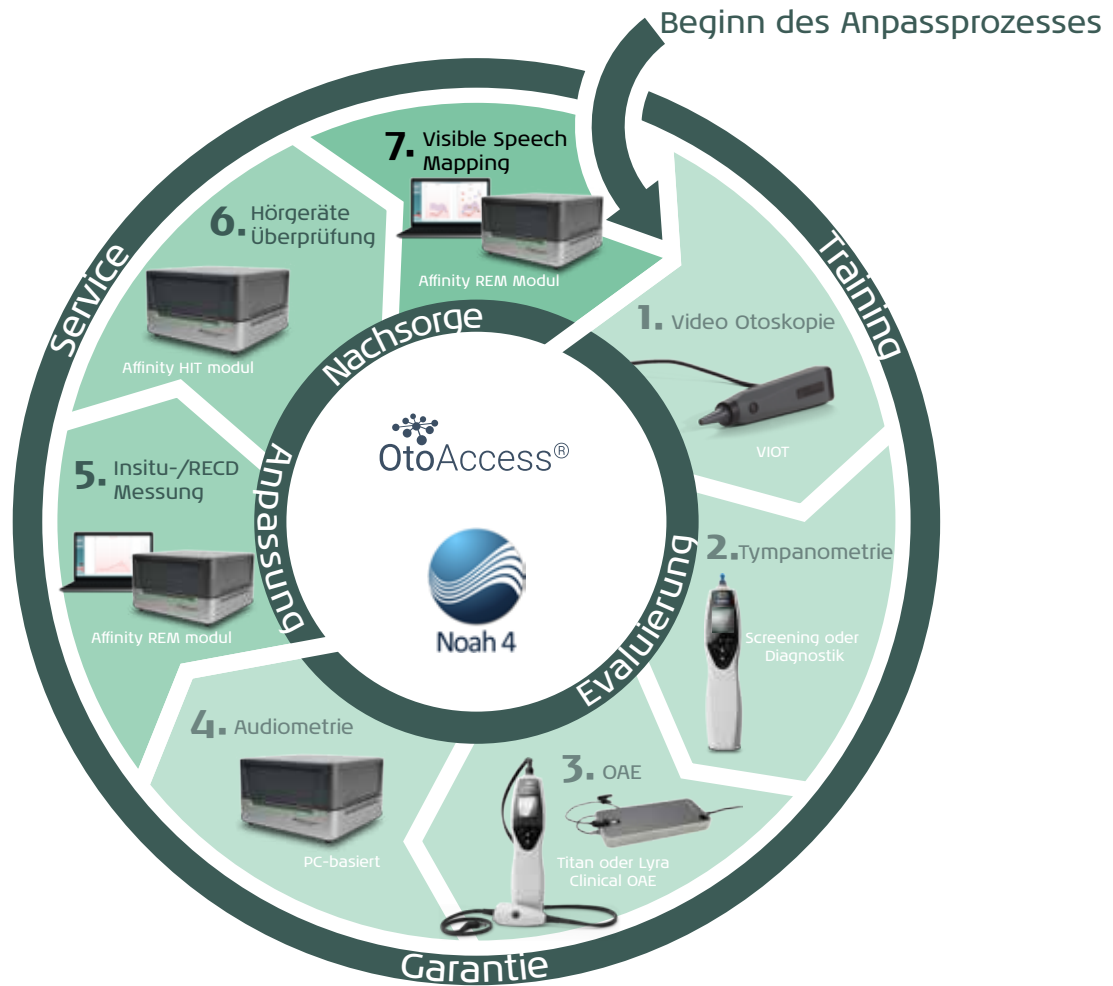 Beginn des Anpassprozesses
7. Visible Speech
Mapping
Affinity REM Modul
6. Hörgeräte
Überprüfung
Affinity HIT modul
Service
Training
Nachsorge
1. Video Otoskopie
VIOT
OtoAccess®
Noah 4
Anpassung
5. Insitu-/RECD
Messung
Affinity REM modul
Evaluierung
2. Tympanometrie
Screening oder
Diagnostik
4. Audiometrie
PC-basiert
3. OAE
Titan oder Lyra
Clinical OAE
Garantie